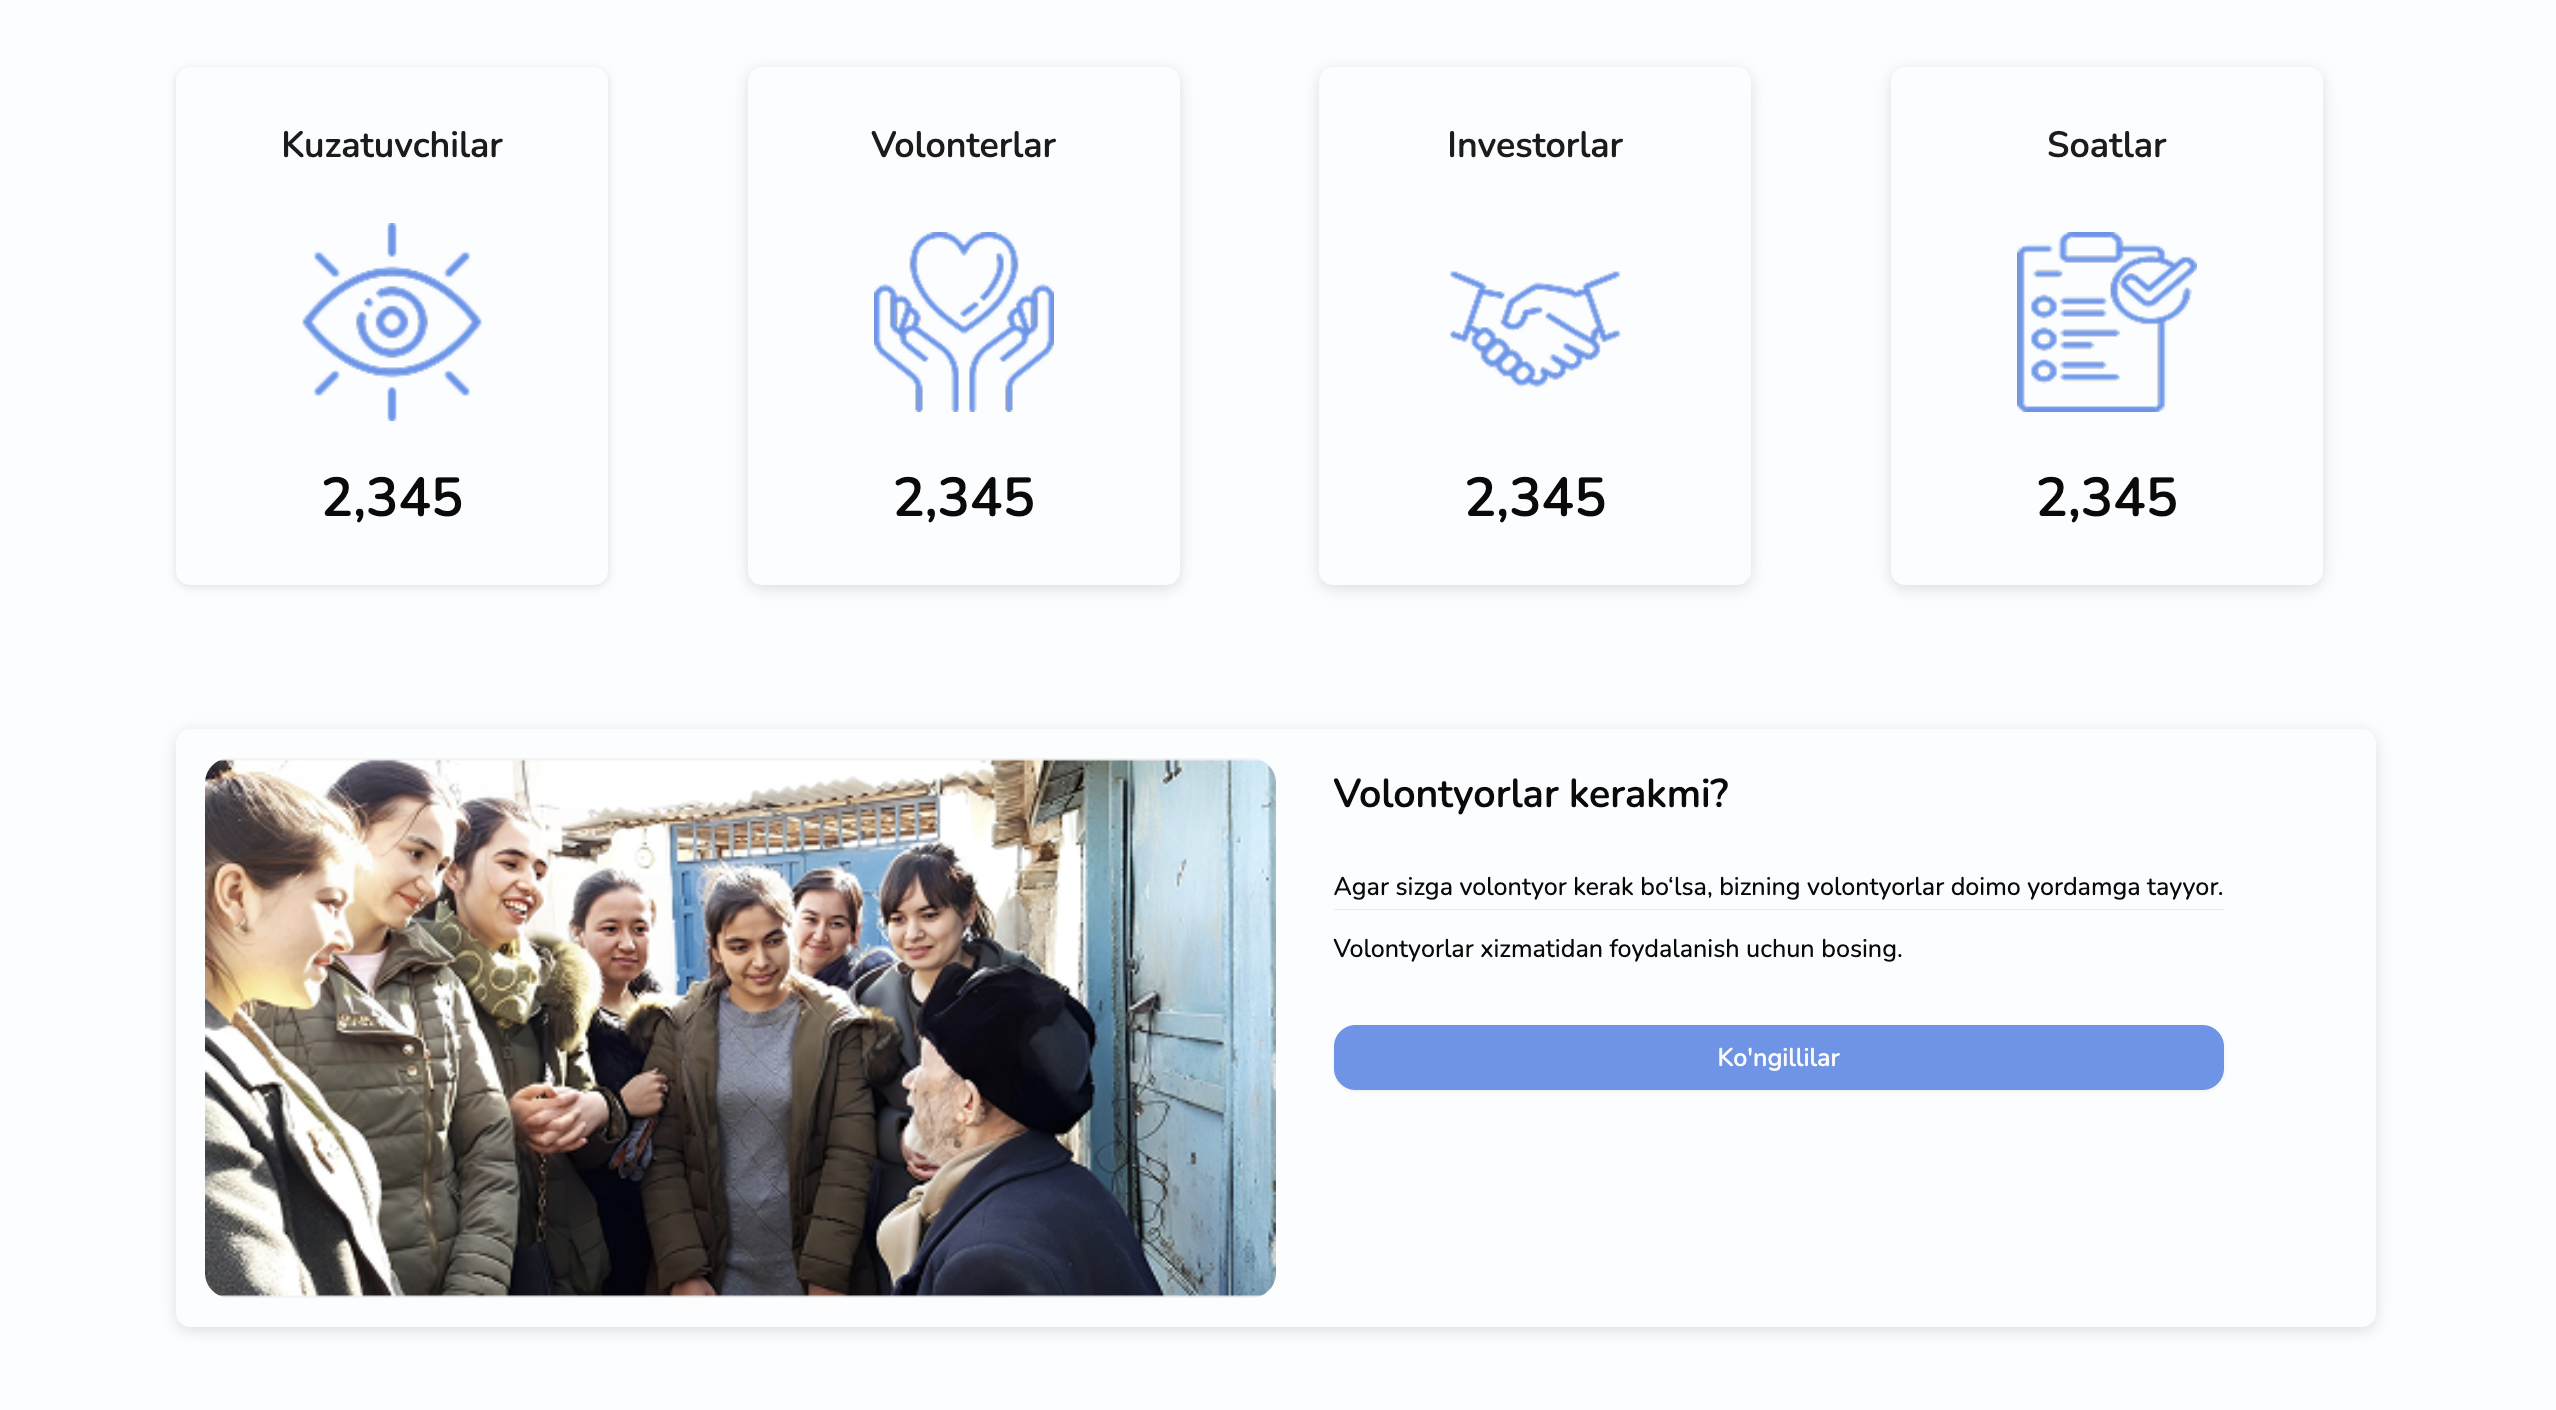 Kuzatuvchilar
Volonterlar
Investorlar
Soatlar
2,345
2,345
2,345
2,345
Volontyorlar kerakmi?
Agar sizga volontyor kerak bo‘lsa, bizning volontyorlar doimo yordamga tayyor.
Volontyorlar xizmatidan foydalanish uchun bosing.
Ko'ngillilar